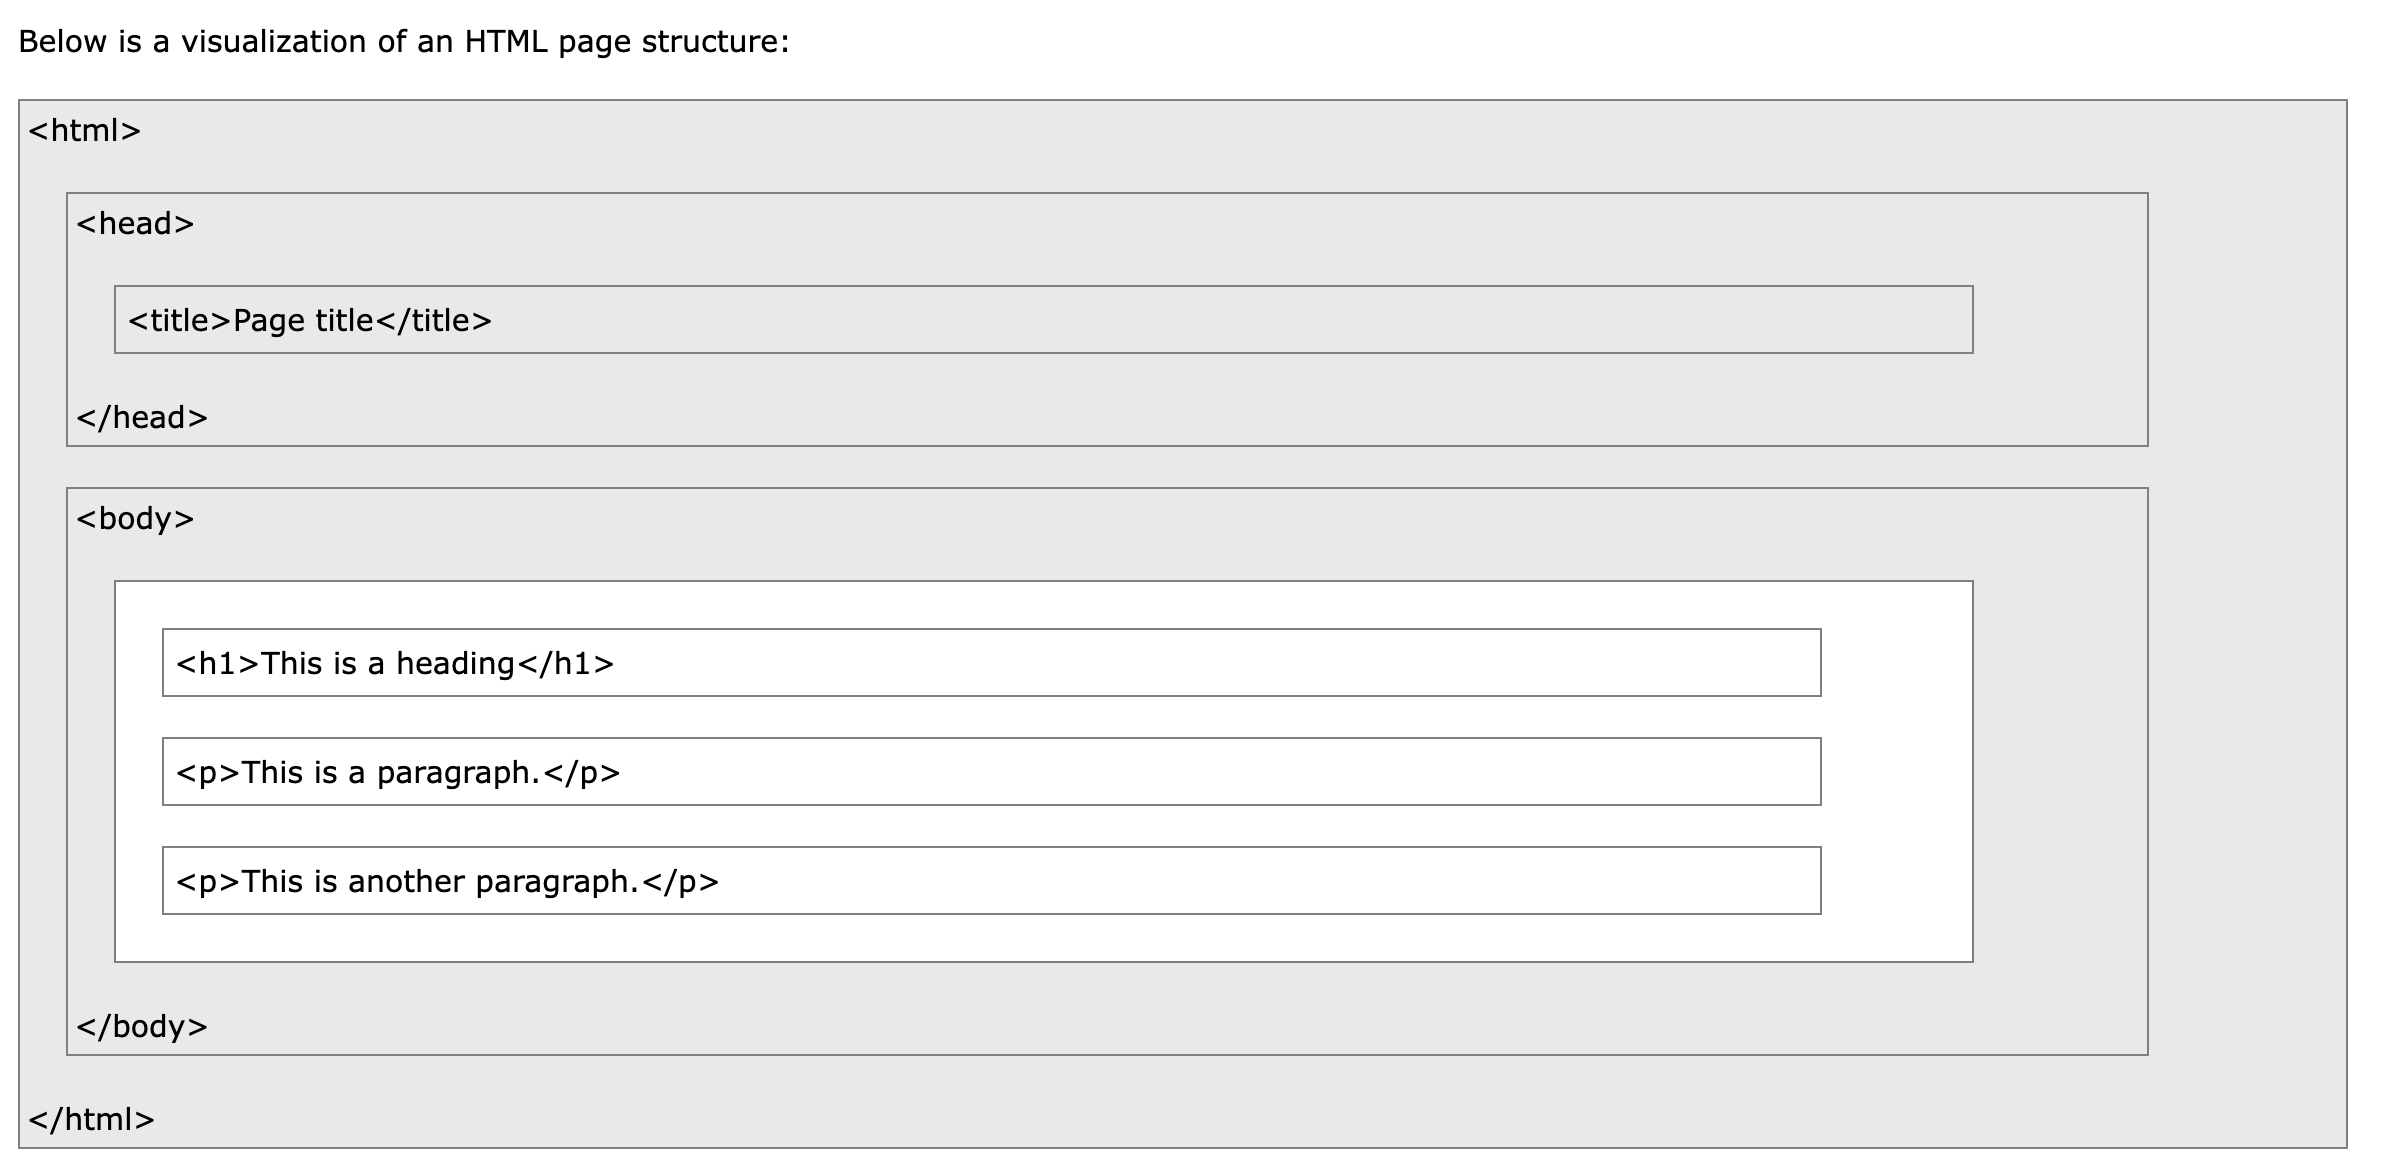 Below is a visualization of an HTML page structure:
<html>
<head>
<title>Page title</title>
</head>
<body>
<h1>This is a heading</h1>
<p>This is a paragraph.</p>
<p>This is another paragraph.</p>
</body>
</html>